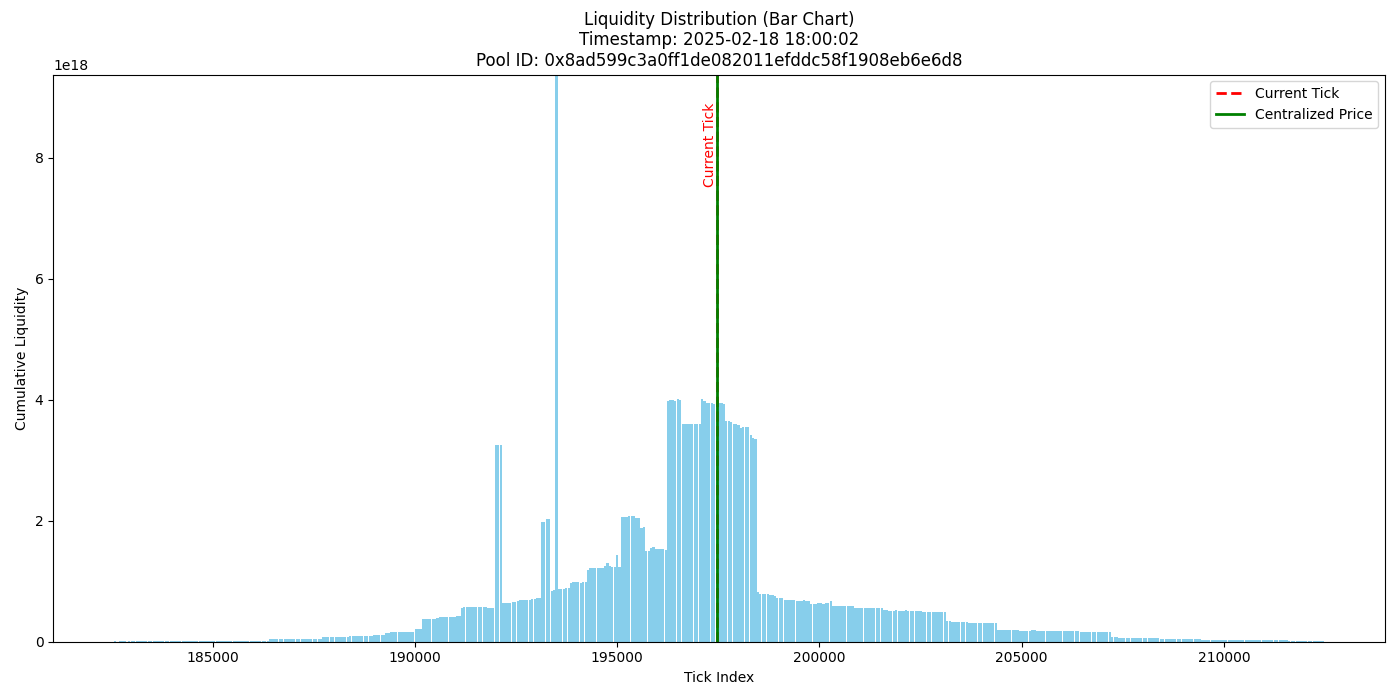 Liquidity Distribution (Bar Chart)
Timestamp: 2025-02-18 18:00:02
Pool ID: 0x8ad599c3a0ff1de082011efddc58f1908eb6e6d8
1e18
Current Tick
Centralized Price
Current Tick
8
6
4
2
0
Cumulative Liquidity
185000 190000 195000 200000 205000 210000
Tick Index